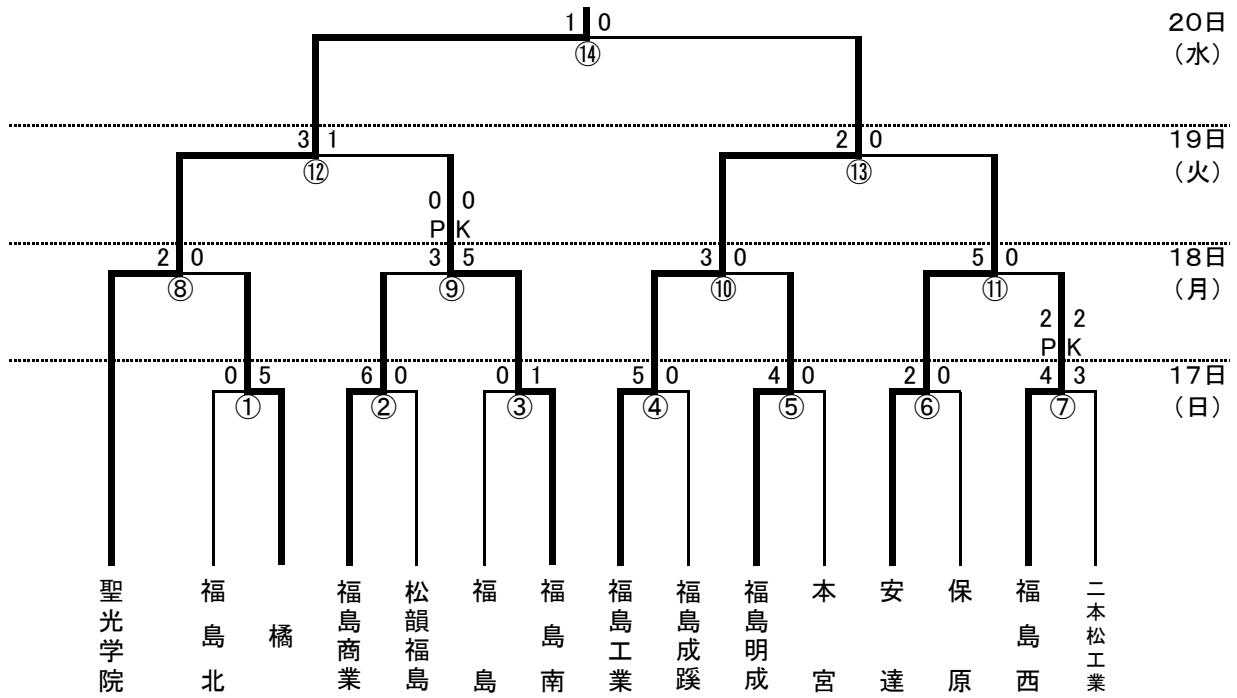 1 0
20日
(水)
⑭
3 1
2 0
19日
(火)
⑫
⑬
0 0
P K
2 0
3 5
3 0
5 0
18日
(月)
⑧
⑨
⑩
⑪
2 2
P K
0 5
6 0
0 1
5 0
4 0
2 0
4 3
17日
(日)
①
②
③
④
⑤
⑥
⑦
聖光学院
福島北
橘
福島商業
松韻福島
福島
福島南
福島工業
福島成蹊
福島明成
本宮
安達
保原
福島西
二本松工業